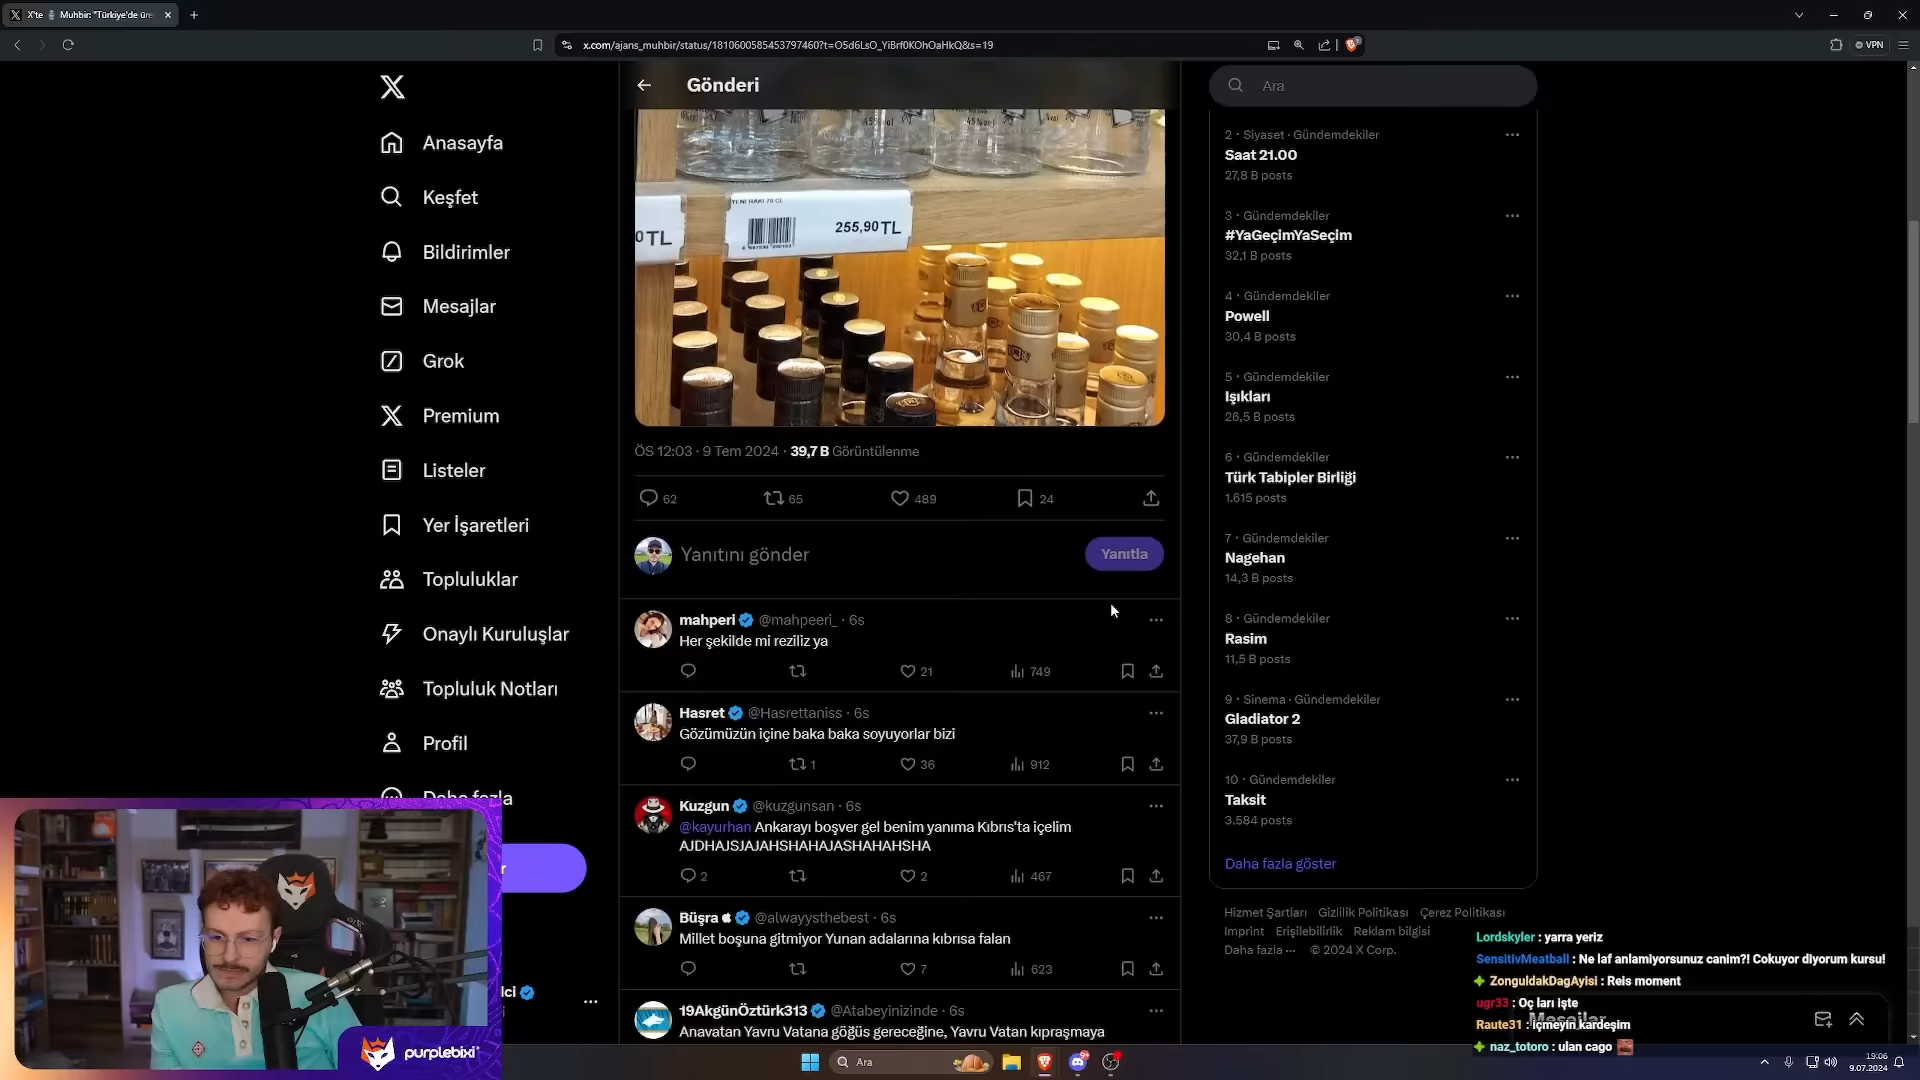 X'te Muhbir: "Türkiye'de üre
x.com/ajans_muhbir/status/1810600585453797460?t=O5d6LsO_YiBrf0KOhOaHkQ&s=19
VPN
Anasayfa
Keşfet
Bildirimler
Mesajlar
Grok
Premium
Listeler
Yer İşaretleri
Topluluklar
Onaylı Kuruluşlar
Topluluk Notları
Profil
Daha fazla
Gönderi
YENİ RAKI 70 CL
0TL
255,90TL
ÖS 12:03 · 9 Tem 2024 · 39,7 B Görüntülenme
62 65 489 24
Yanıtını gönder
Yanıtla
mahperi @mahpeeri_ · 6s
Her şekilde mi reziliz ya
21 749
Hasret @Hasrettaniss · 6s
Gözümüzün içine baka baka soyuyorlar bizi
1 36 912
Kuzgun @kuzgunsan · 6s
@kayurhan Ankarayı boşver gel benim yanıma Kıbrıs'ta içelim
AJDHAJSJAJAHSHAHAJASHAHAHSHA
2 2 467
Büşra @alwayysthebest · 6s
Millet boşuna gitmiyor Yunan adalarına kıbrısa falan
7 623
19AkgünÖztürk313 @Atabeyinizinde · 6s
Anavatan Yavru Vatana göğüs gereceğine, Yavru Vatan kıpraşmaya
Ara
2 · Siyaset · Gündemdekiler
Saat 21.00
27,8 B posts
3 · Gündemdekiler
#YaGeçimYaSeçim
32,1 B posts
4 · Gündemdekiler
Powell
30,4 B posts
5 · Gündemdekiler
Işıkları
26,5 B posts
6 · Gündemdekiler
Türk Tabipler Birliği
1.615 posts
7 · Gündemdekiler
Nagehan
14,3 B posts
8 · Gündemdekiler
Rasim
11,5 B posts
9 · Sinema · Gündemdekiler
Gladiator 2
37,9 B posts
10 · Gündemdekiler
Taksit
3.584 posts
Daha fazla göster
Hizmet Şartları Gizlilik Politikası Çerez Politikası
Imprint Erişilebilirlik Reklam bilgisi
Daha fazla ··· © 2024 X Corp.
Lordskyler : yarra yeriz
SensitivMeatball : Ne laf anlamiyorsunuz canim?! Cokuyor diyorum kursu!
ZonguldakDagAyisi : Reis moment
ugr33 : Oç ları işte
Mesajlar
Raute31 : içmeyin kardeşim
naz_totoro : ulan cago
purplebixi
Ara
19:06
9.07.2024